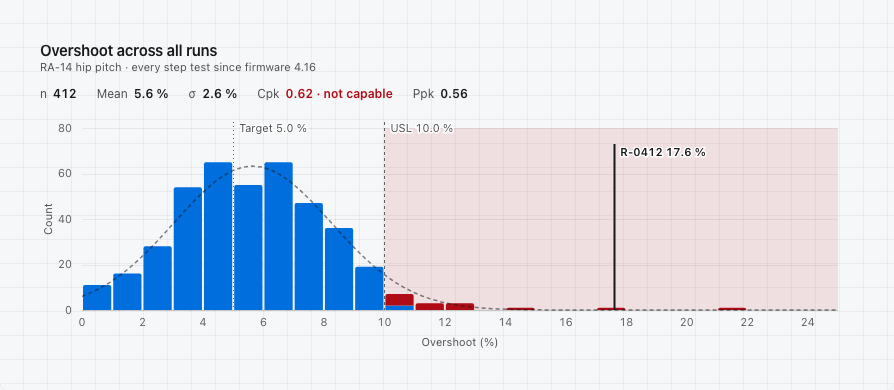 Overshoot across all runs
RA-14 hip pitch · every step test since firmware 4.16
n 412 Mean 5.6 % σ 2.6 % Cpk 0.62 · not capable Ppk 0.56
Target 5.0 %
USL 10.0 %
R-0412 17.6 %
Count
80
60
40
20
0
0 2 4 6 8 10 12 14 16 18 20 22 24
Overshoot (%)